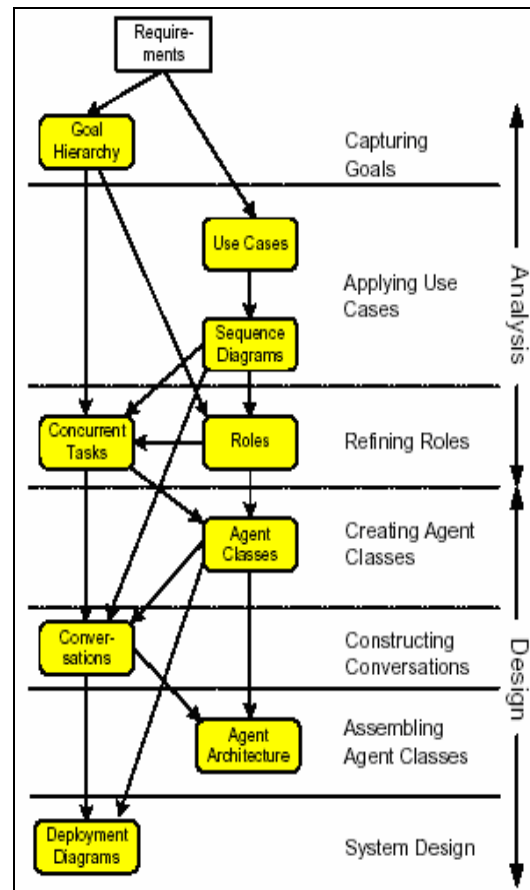 Require-
ments
Goal
Hierarchy
Capturing
Goals
Use Cases
Applying Use
Cases
Sequence
Diagrams
Analysis
Concurrent
Tasks
Roles
Refining Roles
Agent
Classes
Creating Agent
Classes
Conver-
sations
Constructing
Conversations
Design
Agent
Architecture
Assembling
Agent Classes
Deployment
Diagrams
System Design